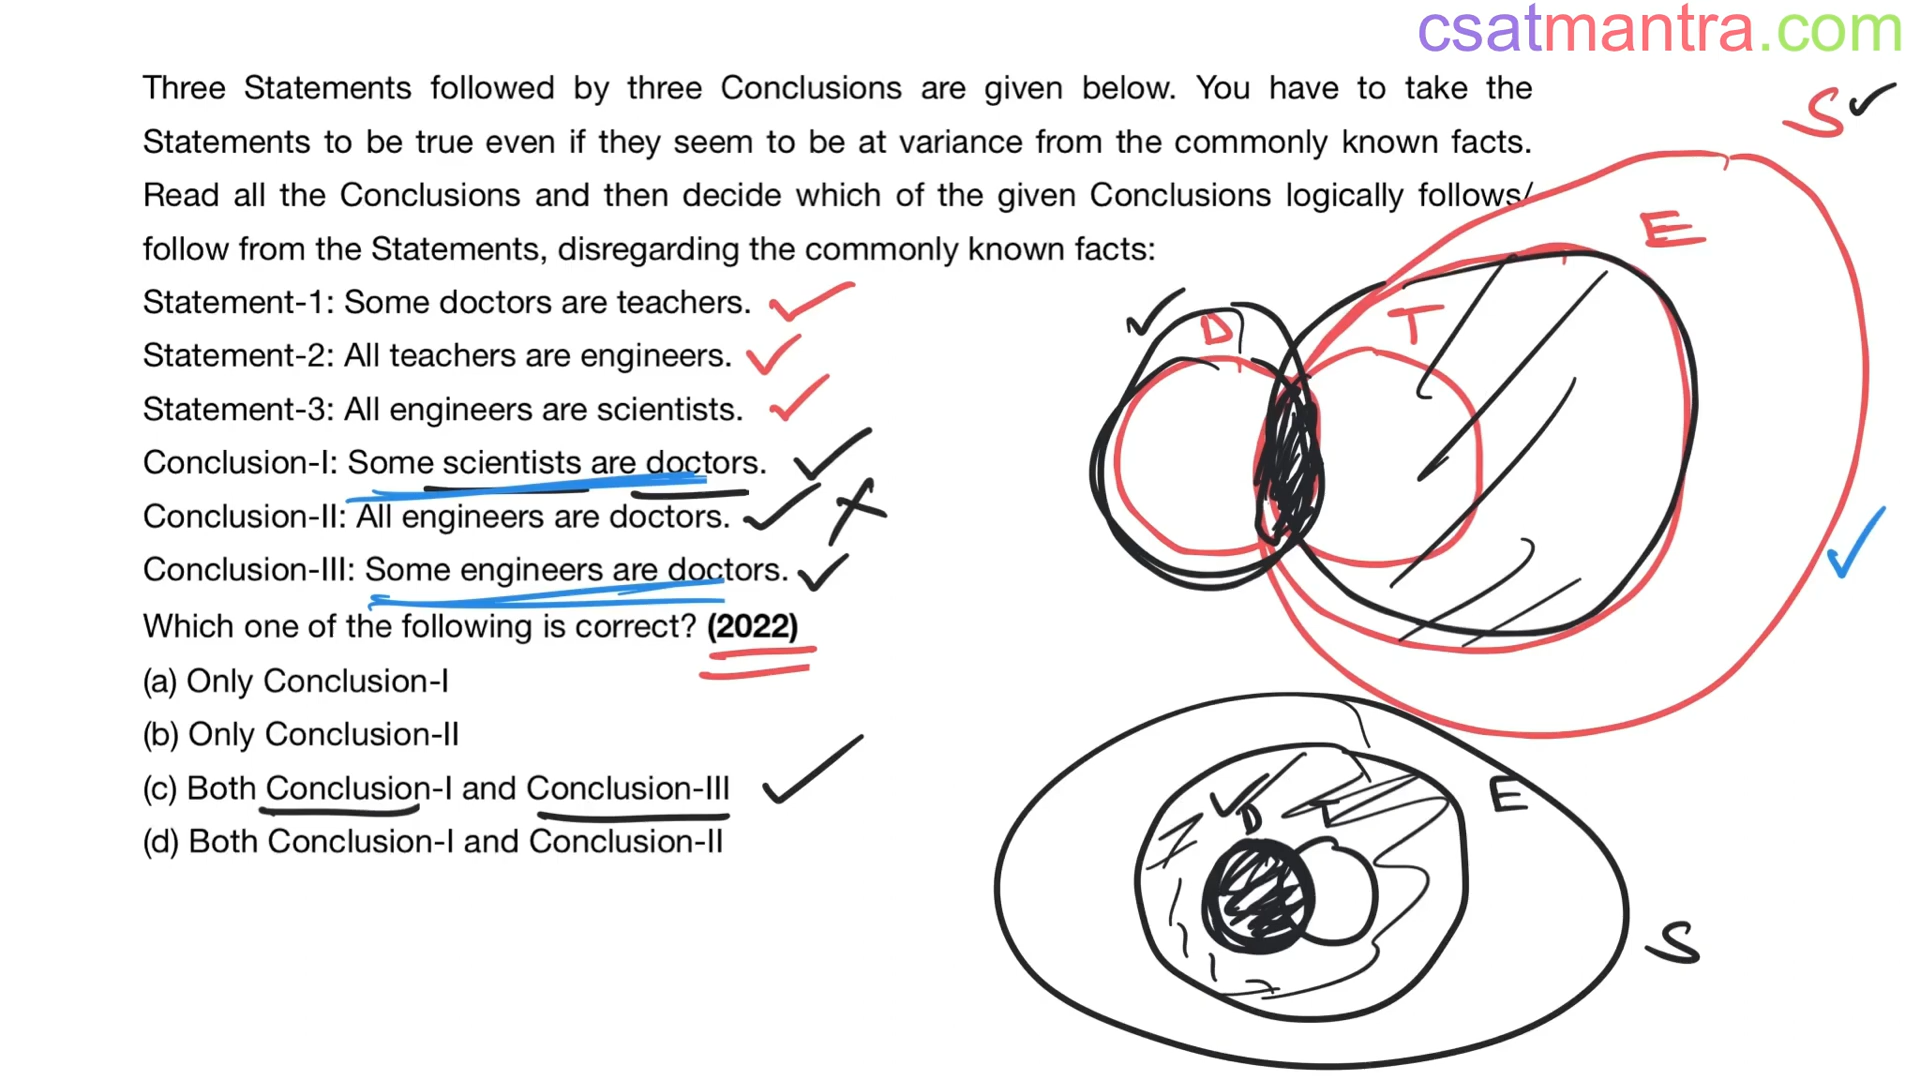 csatmantra.com
Three Statements followed by three Conclusions are given below. You have to take the
Statements to be true even if they seem to be at variance from the commonly known facts.
Read all the Conclusions and then decide which of the given Conclusions logically follows/
follow from the Statements, disregarding the commonly known facts:
Statement-1: Some doctors are teachers.
Statement-2: All teachers are engineers.
Statement-3: All engineers are scientists.
Conclusion-I: Some scientists are doctors.
Conclusion-II: All engineers are doctors.
Conclusion-III: Some engineers are doctors.
Which one of the following is correct? (2022)
(a) Only Conclusion-I
(b) Only Conclusion-II
(c) Both Conclusion-I and Conclusion-III
(d) Both Conclusion-I and Conclusion-II
S
E
D T
E
D T
S